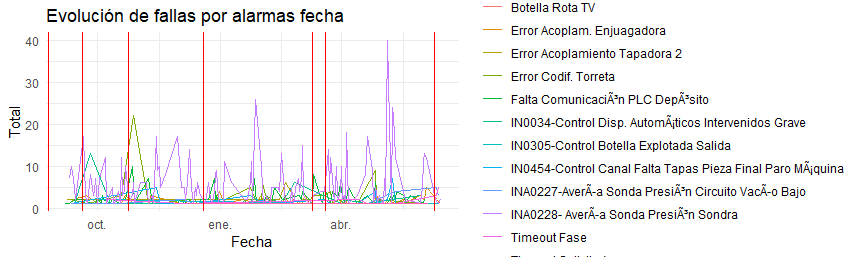 Evolución de fallas por alarmas fecha
40
30
20
10
0
Total
oct.
ene.
abr.
Fecha
Botella Rota TV
Error Acoplam. Enjuagadora
Error Acoplamiento Tapadora 2
Error Codif. Torreta
Falta ComunicaciÃ³n PLC DepÃ³sito
IN0034-Control Disp. AutomÃ¡ticos Intervenidos Grave
IN0305-Control Botella Explotada Salida
IN0454-Control Canal Falta Tapas Pieza Final Paro MÃ¡quina
INA0227-AverÃ-a Sonda PresiÃ³n Circuito VacÃ-o Bajo
INA0228- AverÃ-a Sonda PresiÃ³n Sondra
Timeout Fase